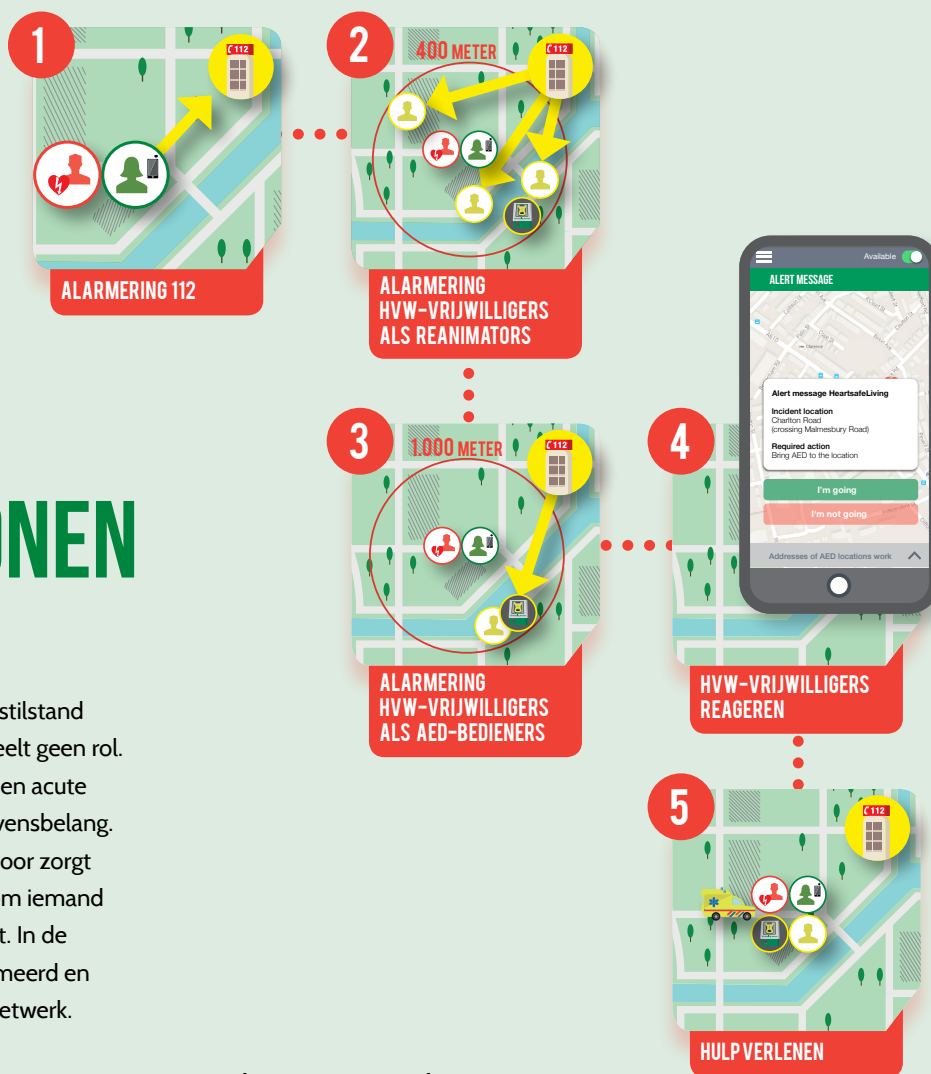 1
112
ALARMERING 112
2
400 METER
112
ALARMERING
HVW-VRIJWILLIGERS
ALS REANIMATORS
3
1.000 METER
112
ALARMERING
HVW-VRIJWILLIGERS
ALS AED-BEDIENERS
4
Available
ALERT MESSAGE
Alert message HeartsafeLiving
Incident location
Charlton Road
(crossing Malmesbury Road)
Required action
Bring AED to the location
I'm going
I'm not going
Addresses of AED locations work
HVW-VRIJWILLIGERS
REAGEREN
5
112
HULP VERLENEN
ONEN
stilstand
eelt geen rol.
en acute
vensbelang.
oor zorgt
om iemand
t. In de
meerd en
etwerk.